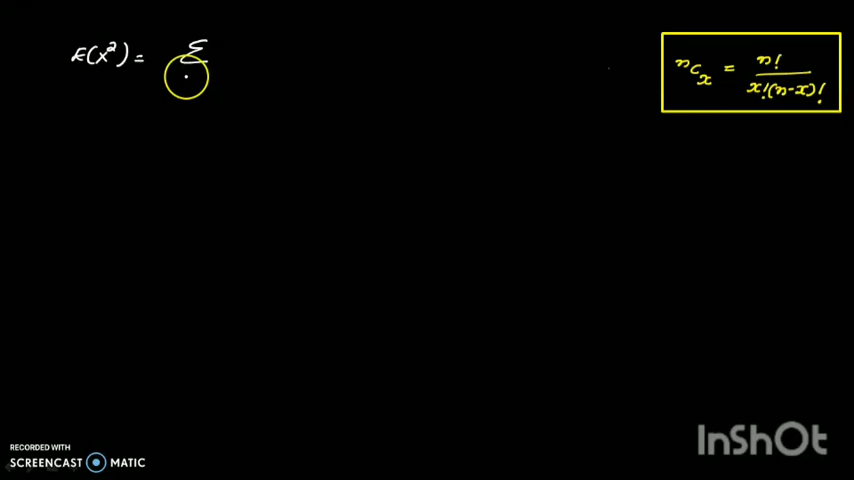 E(x²) = Σ
nCx = n! / x!(n-x)!
RECORDED WITH
SCREENCAST MATIC
InShOt